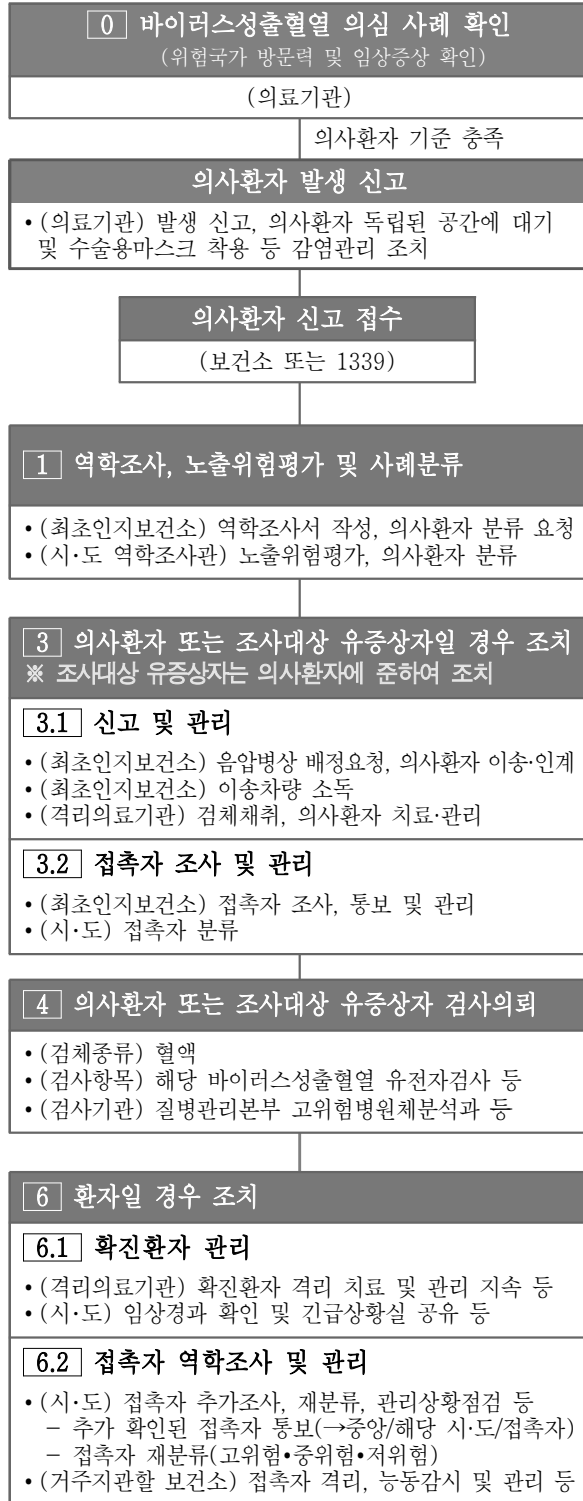 0 바이러스성출혈열 의심 사례 확인
(위험국가 방문력 및 임상증상 확인)
(의료기관)
의사환자 기준 충족
의사환자 발생 신고
• (의료기관) 발생 신고, 의사환자 독립된 공간에 대기
및 수술용마스크 착용 등 감염관리 조치
의사환자 신고 접수
(보건소 또는 1339)
1 역학조사, 노출위험평가 및 사례분류
• (최초인지보건소) 역학조사서 작성, 의사환자 분류 요청
• (시·도 역학조사관) 노출위험평가, 의사환자 분류
3 의사환자 또는 조사대상 유증상자일 경우 조치
※ 조사대상 유증상자는 의사환자에 준하여 조치
3.1 신고 및 관리
• (최초인지보건소) 음압병상 배정요청, 의사환자 이송·인계
• (최초인지보건소) 이송차량 소독
• (격리의료기관) 검체채취, 의사환자 치료·관리
3.2 접촉자 조사 및 관리
• (최초인지보건소) 접촉자 조사, 통보 및 관리
• (시·도) 접촉자 분류
4 의사환자 또는 조사대상 유증상자 검사의뢰
• (검체종류) 혈액
• (검사항목) 해당 바이러스성출혈열 유전자검사 등
• (검사기관) 질병관리본부 고위험병원체분석과 등
6 환자일 경우 조치
6.1 확진환자 관리
• (격리의료기관) 확진환자 격리 치료 및 관리 지속 등
• (시·도) 임상경과 확인 및 긴급상황실 공유 등
6.2 접촉자 역학조사 및 관리
• (시·도) 접촉자 추가조사, 재분류, 관리상황점검 등
– 추가 확인된 접촉자 통보(→중앙/해당 시·도/접촉자)
– 접촉자 재분류(고위험•중위험•저위험)
• (거주지관할 보건소) 접촉자 격리, 능동감시 및 관리 등